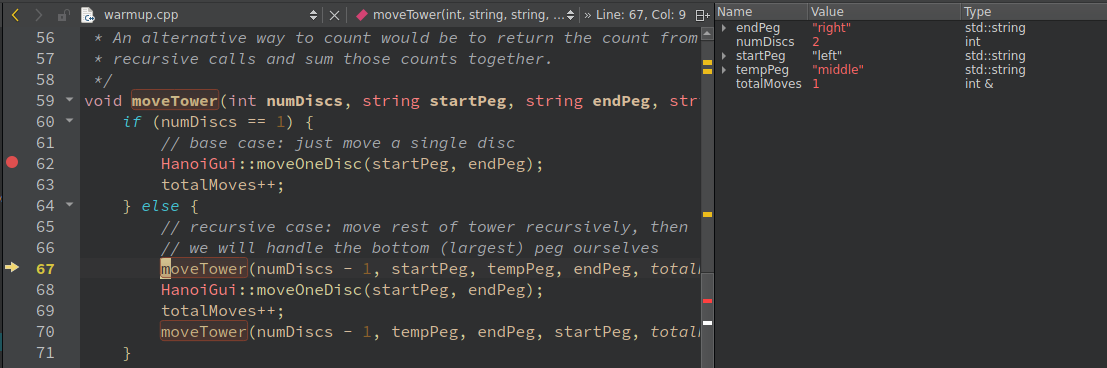 warmup.cpp moveTower(int, string, string, ... » Line: 67, Col: 9
56 * An alternative way to count would be to return the count from
57 * recursive calls and sum those counts together.
58 */
59 void moveTower(int numDiscs, string startPeg, string endPeg, str
60 if (numDiscs == 1) {
61 // base case: just move a single disc
62 HanoiGui::moveOneDisc(startPeg, endPeg);
63 totalMoves++;
64 } else {
65 // recursive case: move rest of tower recursively, then
66 // we will handle the bottom (largest) peg ourselves
67 moveTower(numDiscs - 1, startPeg, tempPeg, endPeg, total
68 HanoiGui::moveOneDisc(startPeg, endPeg);
69 totalMoves++;
70 moveTower(numDiscs - 1, tempPeg, endPeg, startPeg, total
71 }
Name Value Type
endPeg "right" std::string
numDiscs 2 int
startPeg "left" std::string
tempPeg "middle" std::string
totalMoves 1 int &